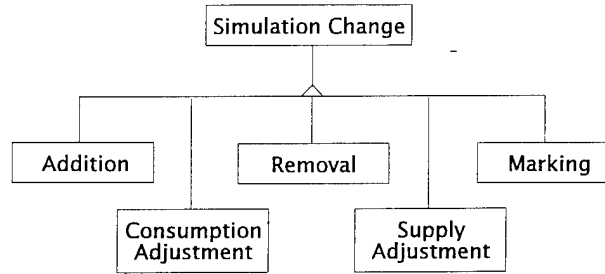 Simulation Change
Addition
Removal
Marking
Consumption
Adjustment
Supply
Adjustment